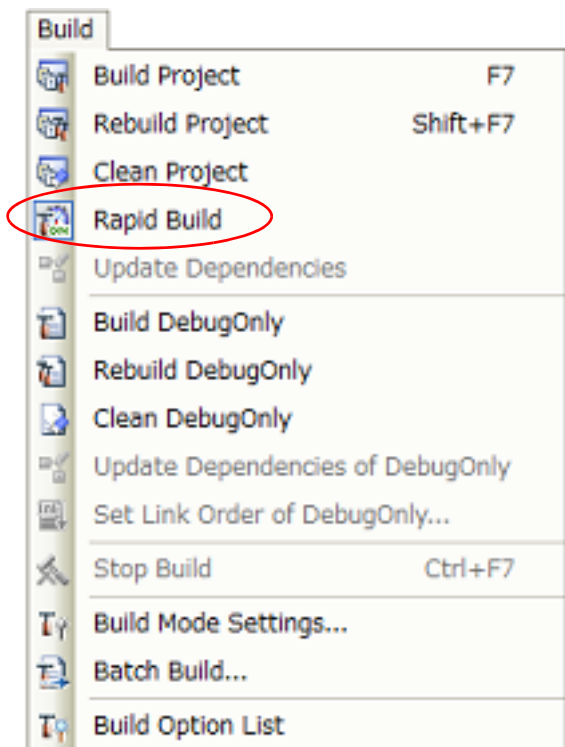 Build
Build Project F7
Rebuild Project Shift+F7
Clean Project
Rapid Build
Update Dependencies
Build DebugOnly
Rebuild DebugOnly
Clean DebugOnly
Update Dependencies of DebugOnly
Set Link Order of DebugOnly...
Stop Build Ctrl+F7
Build Mode Settings...
Batch Build...
Build Option List